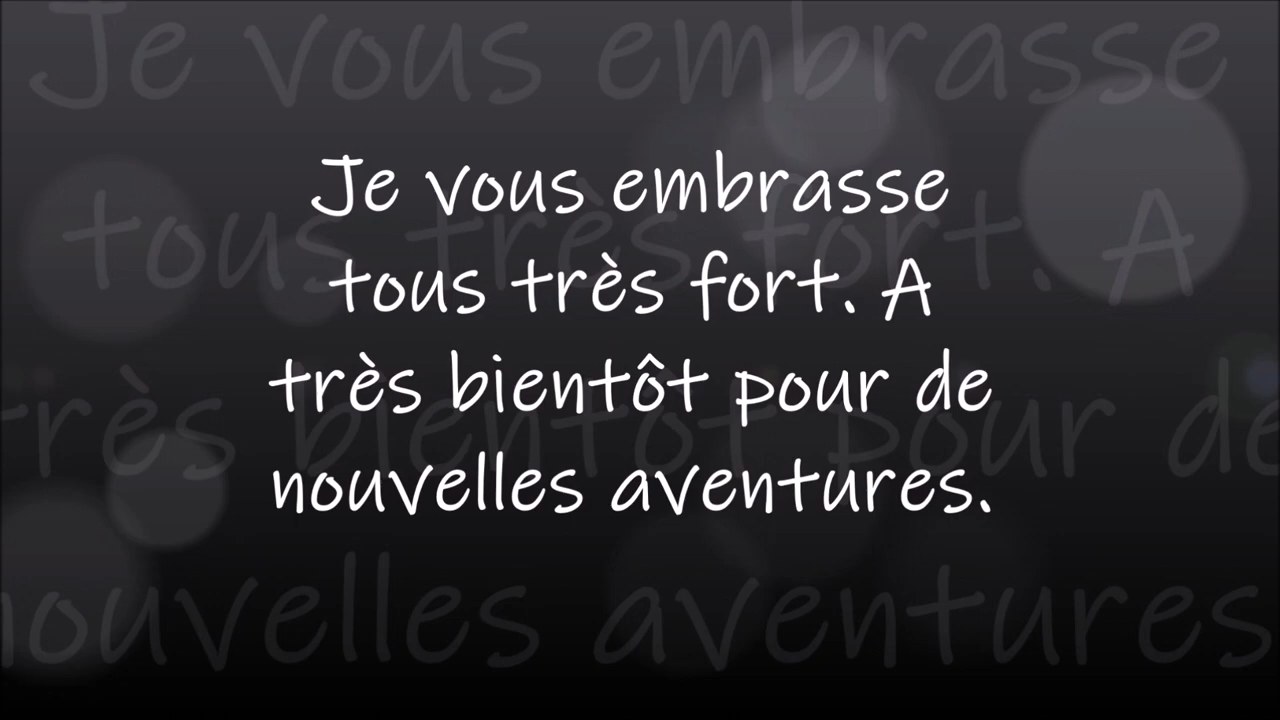 Je vous embrasse
tous très fort. A
très bientôt pour de
nouvelles aventures.